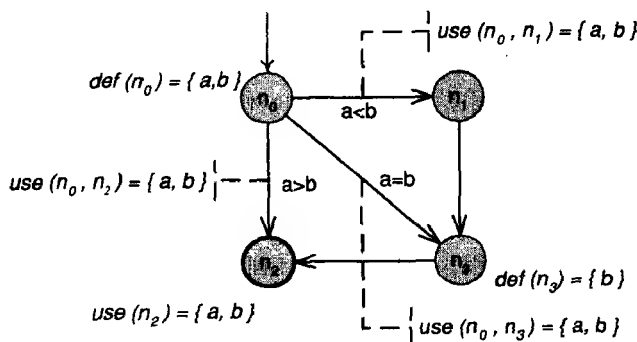 use (n₀ , n₁ ) = { a, b }
def (n₀ ) = { a,b }
n₀
n₁
a<b
use (n₀ , n₂ ) = { a, b }
a>b
a=b
n₂
n₃
def (n₃ ) = { b }
use (n₂ ) = { a, b }
use (n₀ , n₃ ) = { a, b }